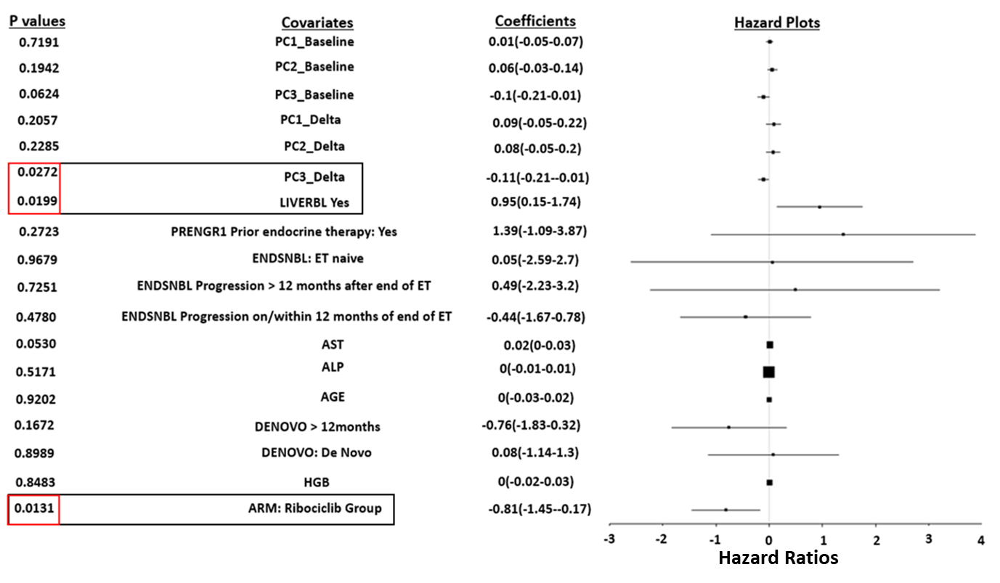 P values Covariates Coefficients Hazard Plots
0.7191 PC1_Baseline 0.01(-0.05-0.07)
0.1942 PC2_Baseline 0.06(-0.03-0.14)
0.0624 PC3_Baseline -0.1(-0.21-0.01)
0.2057 PC1_Delta 0.09(-0.05-0.22)
0.2285 PC2_Delta 0.08(-0.05-0.2)
0.0272 PC3_Delta -0.11(-0.21--0.01)
0.0199 LIVERBL Yes 0.95(0.15-1.74)
0.2723 PRENGR1 Prior endocrine therapy: Yes 1.39(-1.09-3.87)
0.9679 ENDSNBL: ET naive 0.05(-2.59-2.7)
0.7251 ENDSNBL Progression > 12 months after end of ET 0.49(-2.23-3.2)
0.4780 ENDSNBL Progression on/within 12 months of end of ET -0.44(-1.67-0.78)
0.0530 AST 0.02(0-0.03)
0.5171 ALP 0(-0.01-0.01)
0.9202 AGE 0(-0.03-0.02)
0.1672 DENOVO > 12months -0.76(-1.83-0.32)
0.8989 DENOVO: De Novo 0.08(-1.14-1.3)
0.8483 HGB 0(-0.02-0.03)
0.0131 ARM: Ribociclib Group -0.81(-1.45--0.17)
-3 -2 -1 0 1 2 3 4
Hazard Ratios